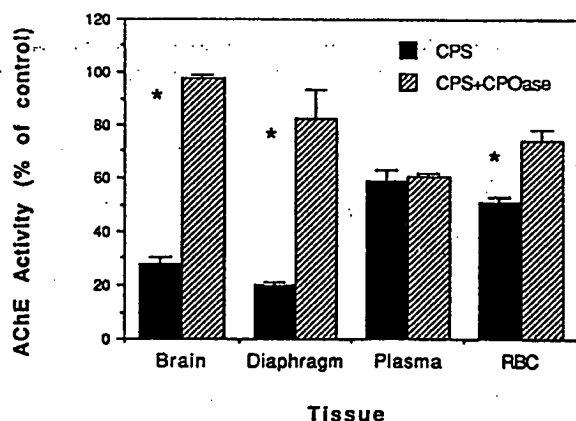 AChE Activity (% of control)
120
100
80
60
40
20
0
CPS
CPS+CPOase
*
*
*
Brain Diaphragm Plasma RBC
Tissue